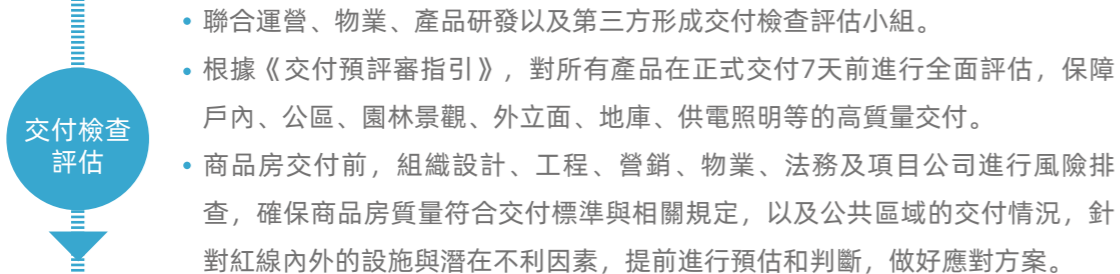 交付檢查
評估
• 聯合運營、物業、產品研發以及第三方形成交付檢查評估小組。
• 根據《交付預評審指引》，對所有產品在正式交付7天前進行全面評估，保障
戶內、公區、園林景觀、外立面、地庫、供電照明等的高質量交付。
• 商品房交付前，組織設計、工程、營銷、物業、法務及項目公司進行風險排
查，確保商品房質量符合交付標準與相關規定，以及公共區域的交付情況，針
對紅線內外的設施與潛在不利因素，提前進行預估和判斷，做好應對方案。